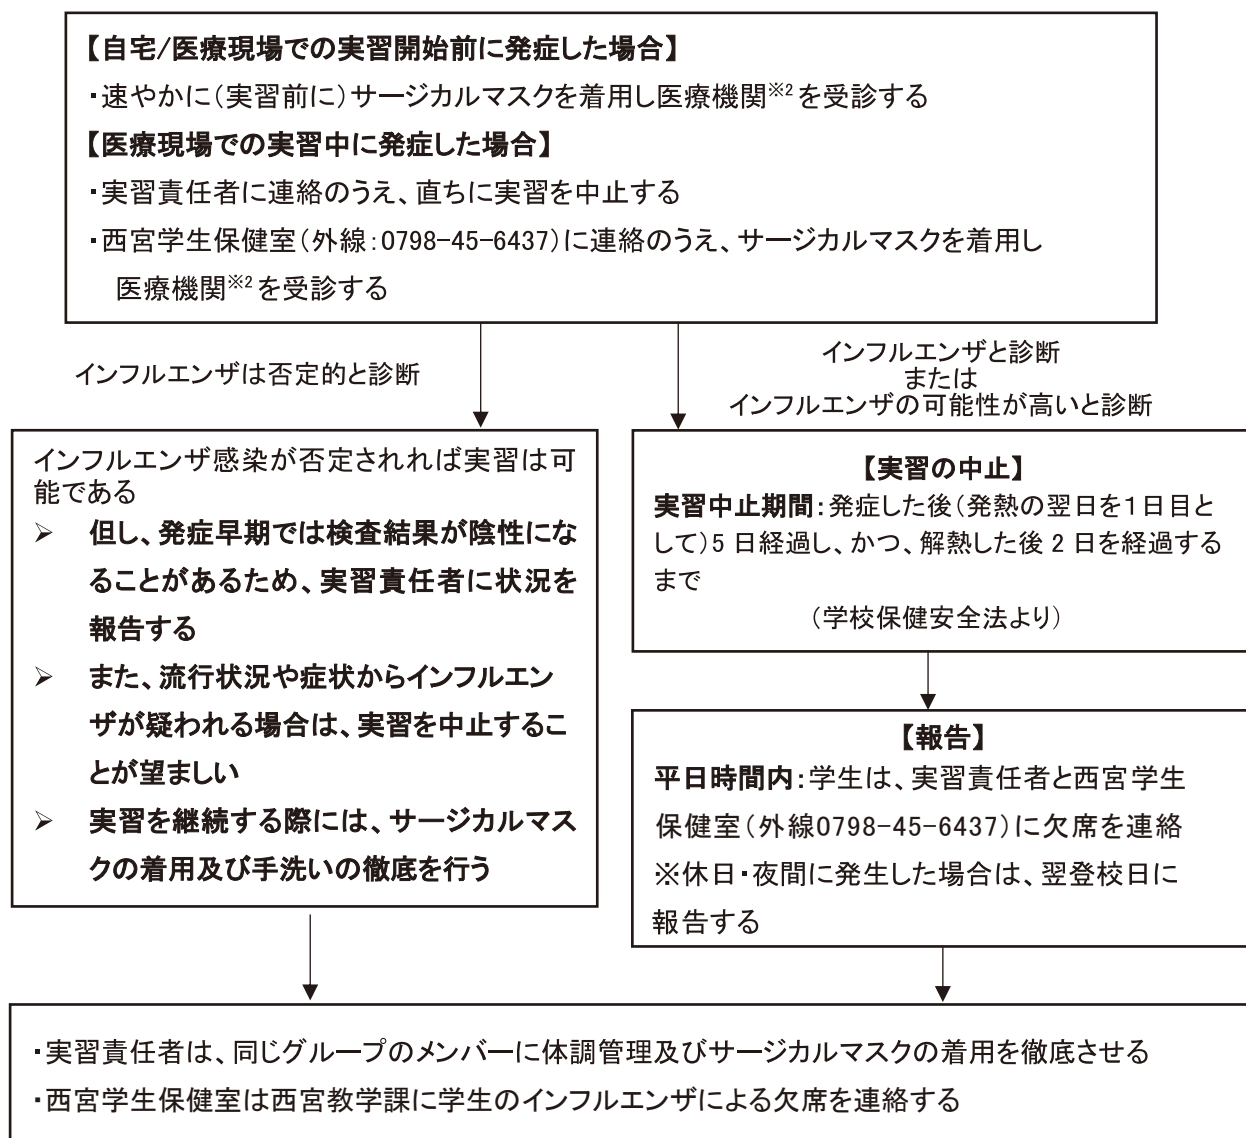 【自宅/医療現場での実習開始前に発症した場合】
・速やかに（実習前に）サージカルマスクを着用し医療機関※2を受診する
【医療現場での実習中に発症した場合】
・実習責任者に連絡のうえ、直ちに実習を中止する
・西宮学生保健室（外線：0798-45-6437）に連絡のうえ、サージカルマスクを着用し
医療機関※2を受診する
インフルエンザは否定的と診断
インフルエンザと診断
または
インフルエンザの可能性が高いと診断
インフルエンザ感染が否定されれば実習は可
能である
➢ 但し、発症早期では検査結果が陰性にな
ることがあるため、実習責任者に状況を
報告する
➢ また、流行状況や症状からインフルエン
ザが疑われる場合は、実習を中止するこ
とが望ましい
➢ 実習を継続する際には、サージカルマス
クの着用及び手洗いの徹底を行う
【実習の中止】
実習中止期間：発症した後（発熱の翌日を１日目と
して）5 日経過し、かつ、解熱した後 2 日を経過する
まで
（学校保健安全法より）
【報告】
平日時間内：学生は、実習責任者と西宮学生
保健室（外線0798-45-6437）に欠席を連絡
※休日・夜間に発生した場合は、翌登校日に
報告する
・実習責任者は、同じグループのメンバーに体調管理及びサージカルマスクの着用を徹底させる
・西宮学生保健室は西宮教学課に学生のインフルエンザによる欠席を連絡する